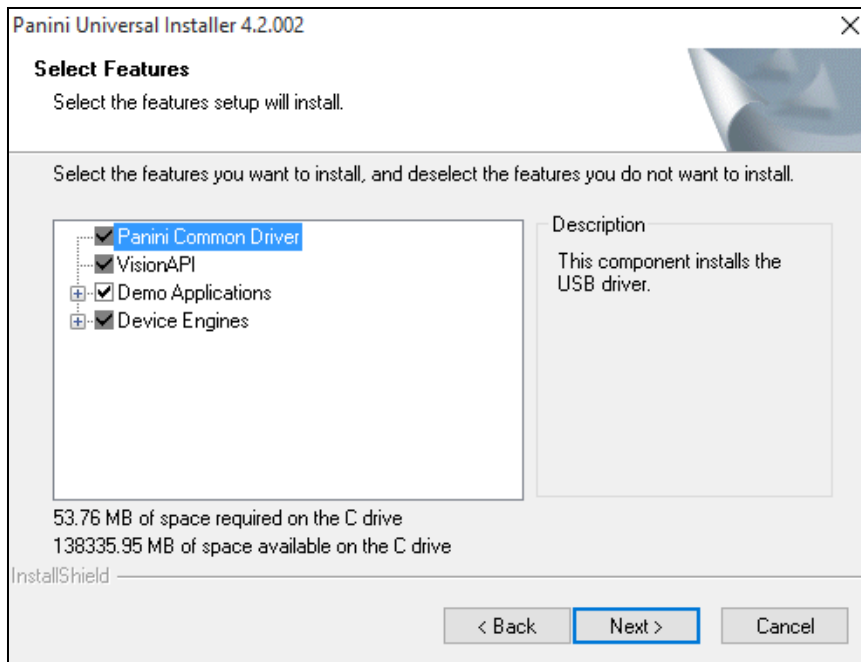 Panini Universal Installer 4.2.002
Select Features
Select the features setup will install.
Select the features you want to install, and deselect the features you do not want to install.
Panini Common Driver
VisionAPI
Demo Applications
Device Engines
Description
This component installs the
USB driver.
53.76 MB of space required on the C drive
138335.95 MB of space available on the C drive
InstallShield
< Back
Next >
Cancel